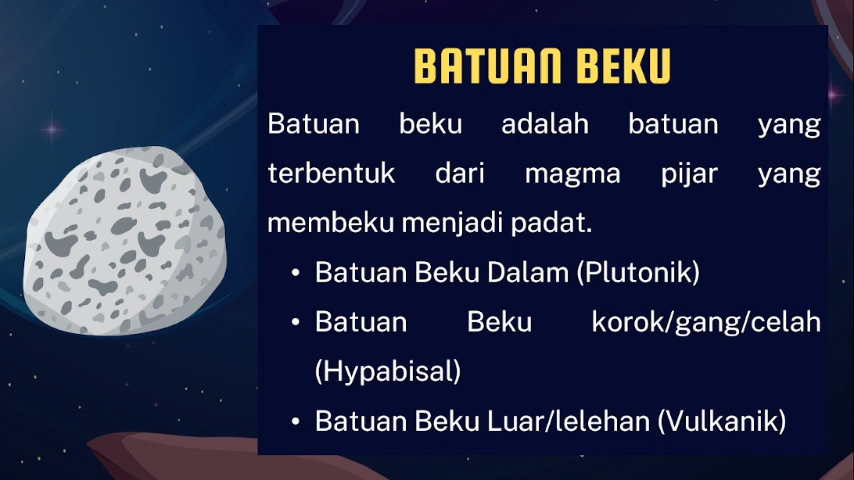 BATUAN BEKU
Batuan beku adalah batuan yang
terbentuk dari magma pijar yang
membeku menjadi padat.
• Batuan Beku Dalam (Plutonik)
• Batuan Beku korok/gang/celah
(Hypabisal)
• Batuan Beku Luar/lelehan (Vulkanik)